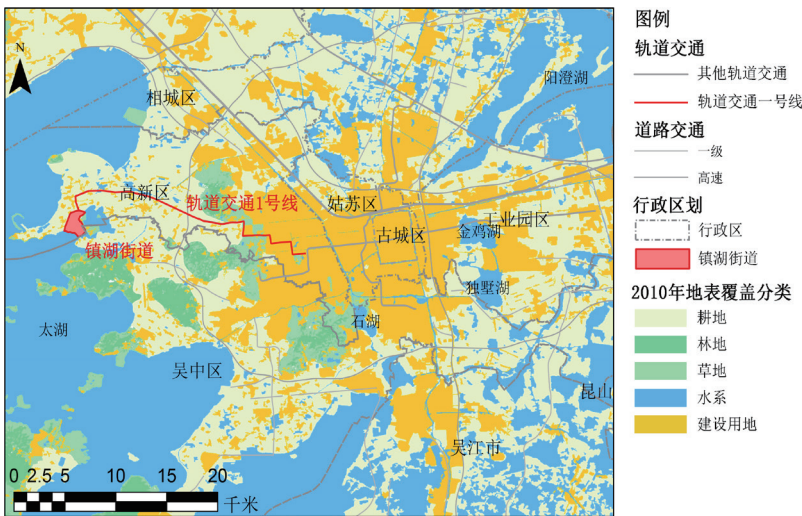 N
阳澄湖
相城区
高新区
轨道交通1号线
姑苏区
工业园区
古城区
金鸡湖
镇湖街道
独墅湖
太湖
石湖
吴中区
昆山
吴江市
0 2.5 5 10 15 20
千米
图例
轨道交通
其他轨道交通
轨道交通一号线
道路交通
一级
高速
行政区划
行政区
镇湖街道
2010年地表覆盖分类
耕地
林地
草地
水系
建设用地